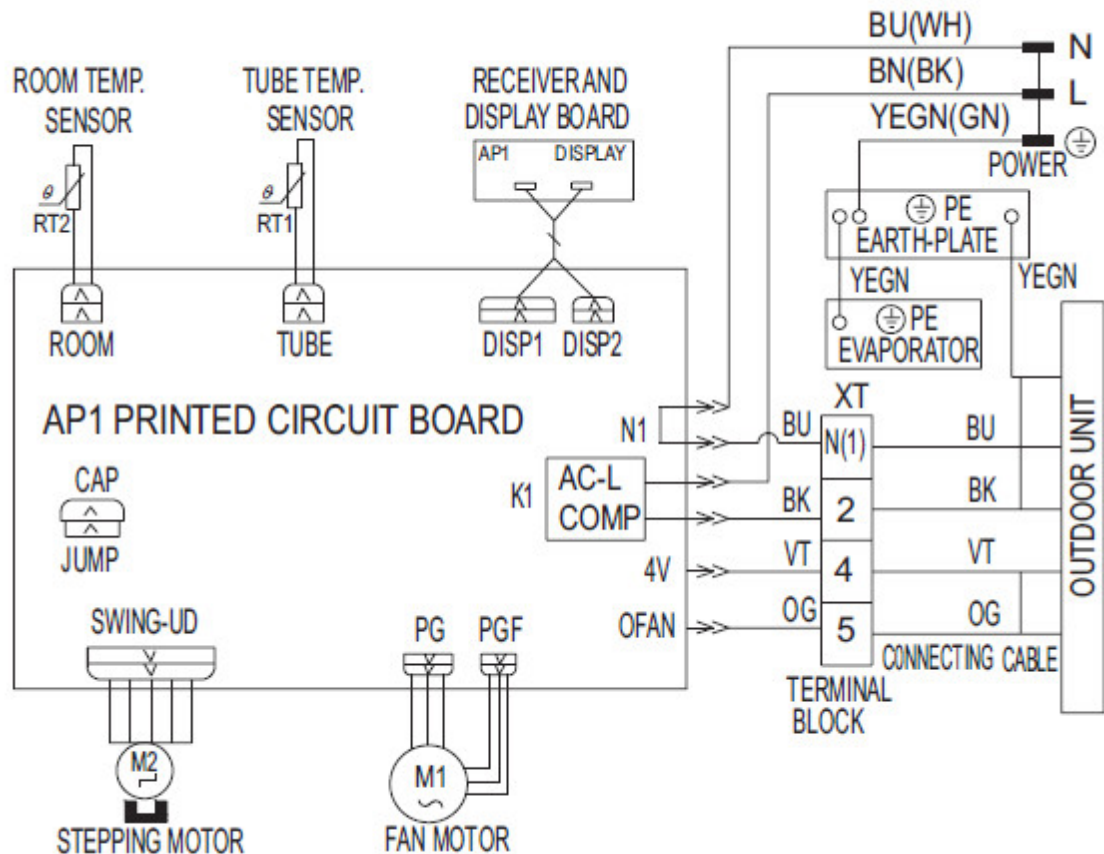 BU(WH)
N
BN(BK)
L
YEGN(GN)
POWER
ROOM TEMP.
SENSOR
θ
RT2
ROOM
TUBE TEMP.
SENSOR
θ
RT1
TUBE
RECEIVER AND
DISPLAY BOARD
AP1 DISPLAY
DISP1 DISP2
PE
EARTH-PLATE
YEGN
YEGN
PE
EVAPORATOR
AP1 PRINTED CIRCUIT BOARD
CAP
JUMP
N1
K1
AC-L
COMP
4V
OFAN
BU
BK
VT
OG
XT
N(1)
2
4
5
TERMINAL
BLOCK
BU
BK
VT
OG
CONNECTING CABLE
OUTDOOR UNIT
SWING-UD
M2
STEPPING MOTOR
PG PGF
M1
FAN MOTOR